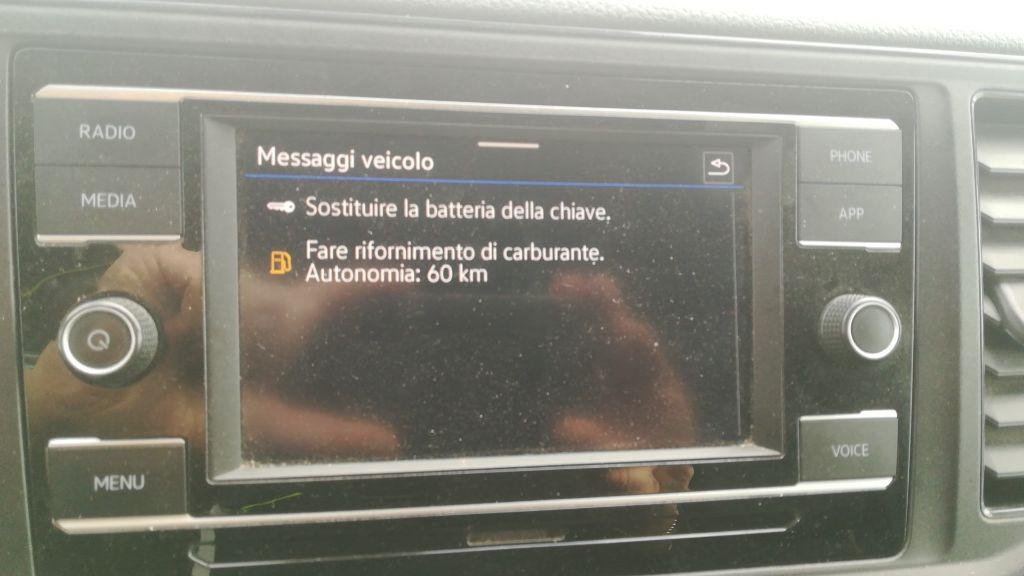 RADIO
MEDIA
MENU
Messaggi veicolo
Sostituire la batteria della chiave.
Fare rifornimento di carburante.
Autonomia: 60 km
PHONE
APP
VOICE